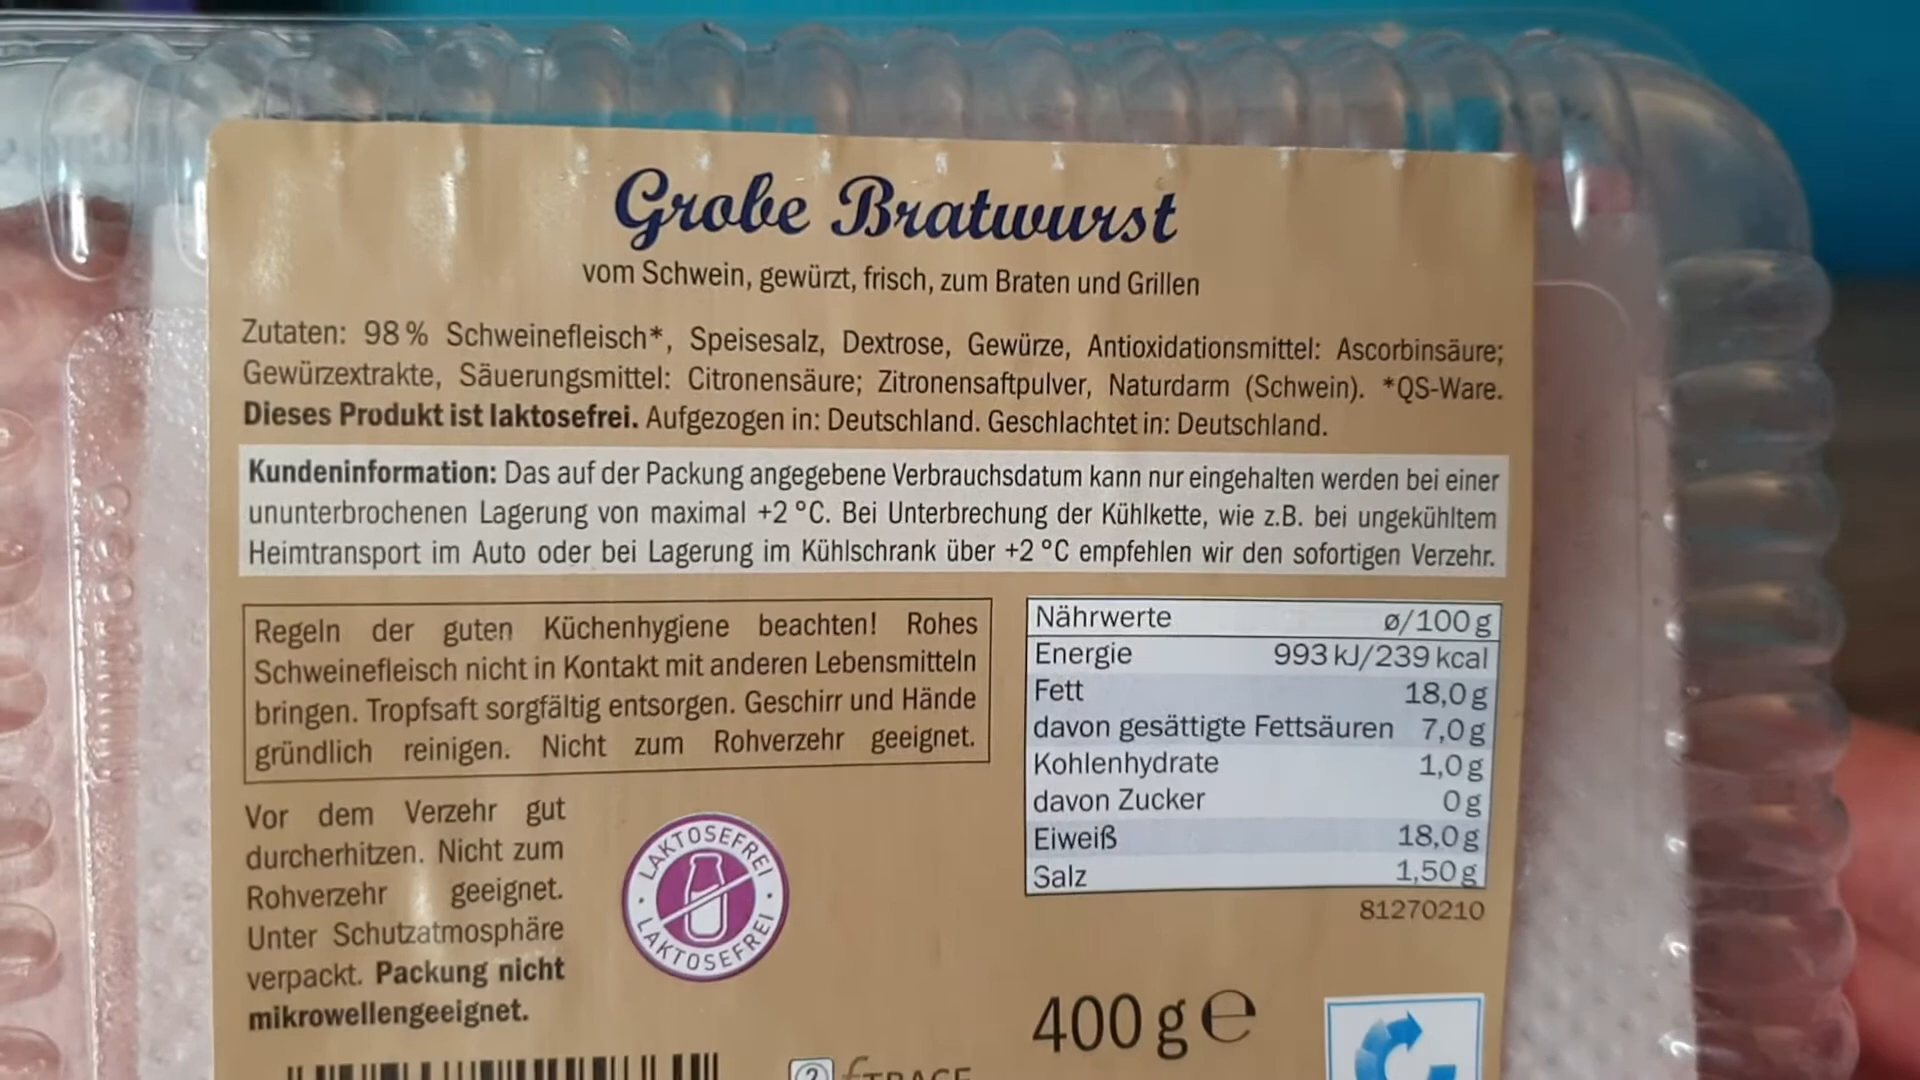 Grobe Bratwurst
vom Schwein, gewürzt, frisch, zum Braten und Grillen
Zutaten: 98 % Schweinefleisch*, Speisesalz, Dextrose, Gewürze, Antioxidationsmittel: Ascorbinsäure;
Gewürzextrakte, Säuerungsmittel: Citronensäure; Zitronensaftpulver, Naturdarm (Schwein). *QS-Ware.
Dieses Produkt ist laktosefrei. Aufgezogen in: Deutschland. Geschlachtet in: Deutschland.
Kundeninformation: Das auf der Packung angegebene Verbrauchsdatum kann nur eingehalten werden bei einer
ununterbrochenen Lagerung von maximal +2 °C. Bei Unterbrechung der Kühlkette, wie z.B. bei ungekühltem
Heimtransport im Auto oder bei Lagerung im Kühlschrank über +2 °C empfehlen wir den sofortigen Verzehr.
Regeln der guten Küchenhygiene beachten! Rohes
Schweinefleisch nicht in Kontakt mit anderen Lebensmitteln
bringen. Tropfsaft sorgfältig entsorgen. Geschirr und Hände
gründlich reinigen. Nicht zum Rohverzehr geeignet.
Vor dem Verzehr gut
durcherhitzen. Nicht zum
Rohverzehr geeignet.
Unter Schutzatmosphäre
verpackt. Packung nicht
mikrowellengeeignet.
LAKTOSEFREI • LAKTOSEFREI •
Nährwerte ø/100 g
Energie 993 kJ/239 kcal
Fett 18,0 g
davon gesättigte Fettsäuren 7,0 g
Kohlenhydrate 1,0 g
davon Zucker 0 g
Eiweiß 18,0 g
Salz 1,50 g
81270210
400 g e
? fTRACE